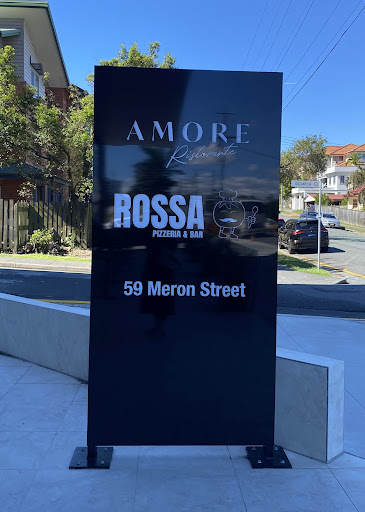 AMORE
Ristorante
ROSSA
PIZZERIA & BAR
59 Meron Street